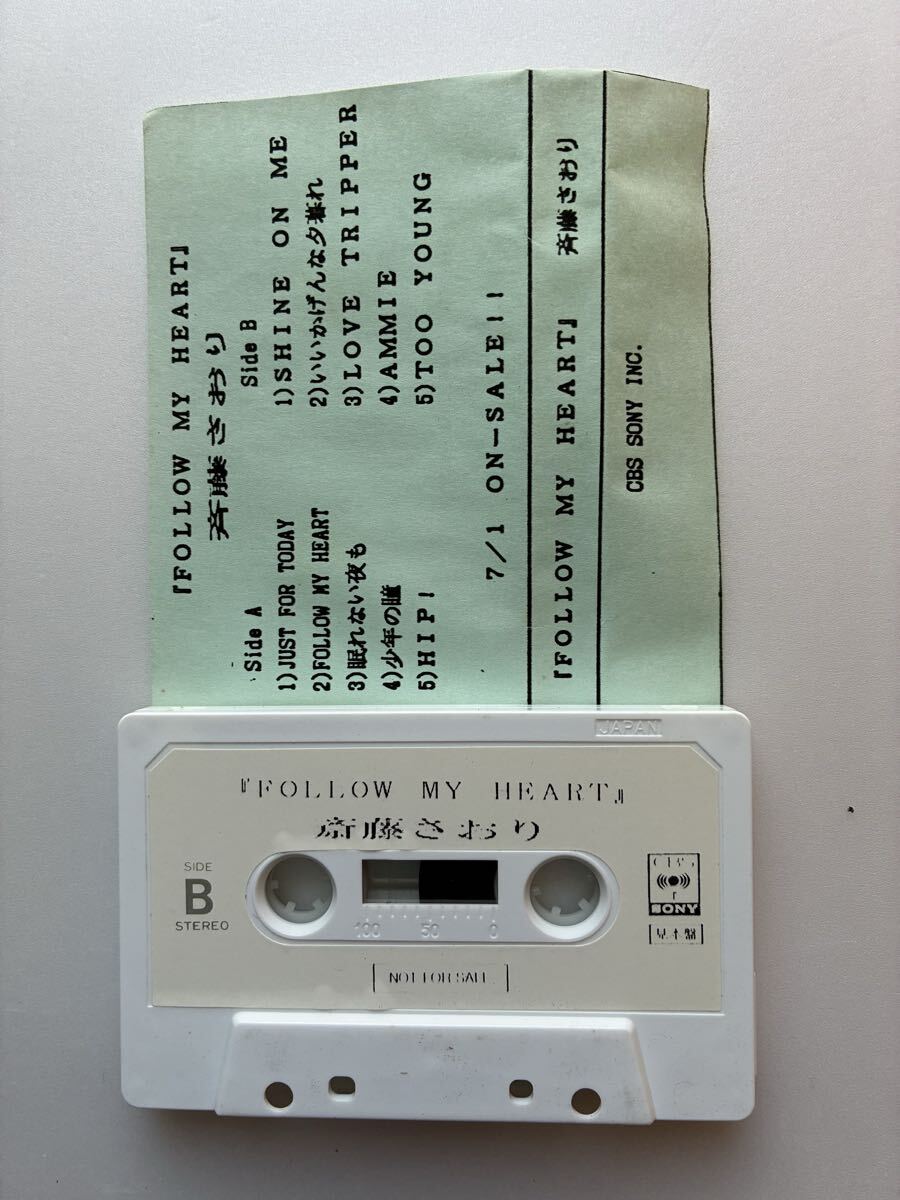 『FOLLOW MY HEART』
斉藤さおり
Side A
1)JUST FOR TODAY
2)FOLLOW MY HEART
3)眠れない夜も
4)少年の瞳
5)HIP!
Side B
1)SHINE ON ME
2)いいかげんな夕暮れ
3)LOVE TRIPPER
4)AMMIE
5)TOO YOUNG
7/1 ON-SALE!!
『FOLLOW MY HEART』 斉藤さおり
CBS SONY INC.
JAPAN
『FOLLOW MY HEART』
斎藤さおり
SIDE
B
STEREO
100 50 0
CBS
SONY
見本盤
NOT FOR SALE